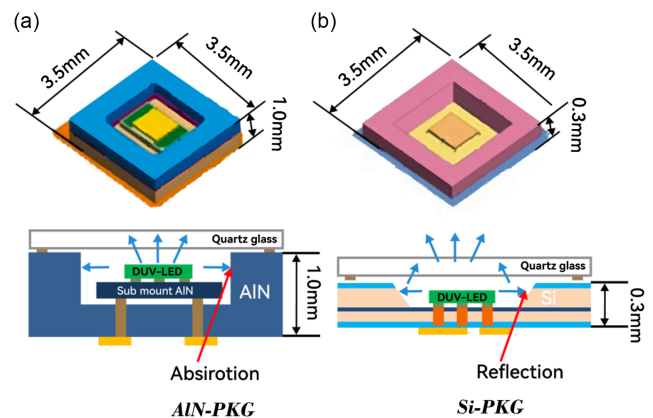 (a)
3.5mm
3.5mm
1.0mm
(b)
3.5mm
3.5mm
0.3mm
Quartz glass
DUV-LED
Sub mount AlN
AlN
1.0mm
Absirotion
AlN-PKG
Quartz glass
DUV-LED
Si
0.3mm
Reflection
Si-PKG